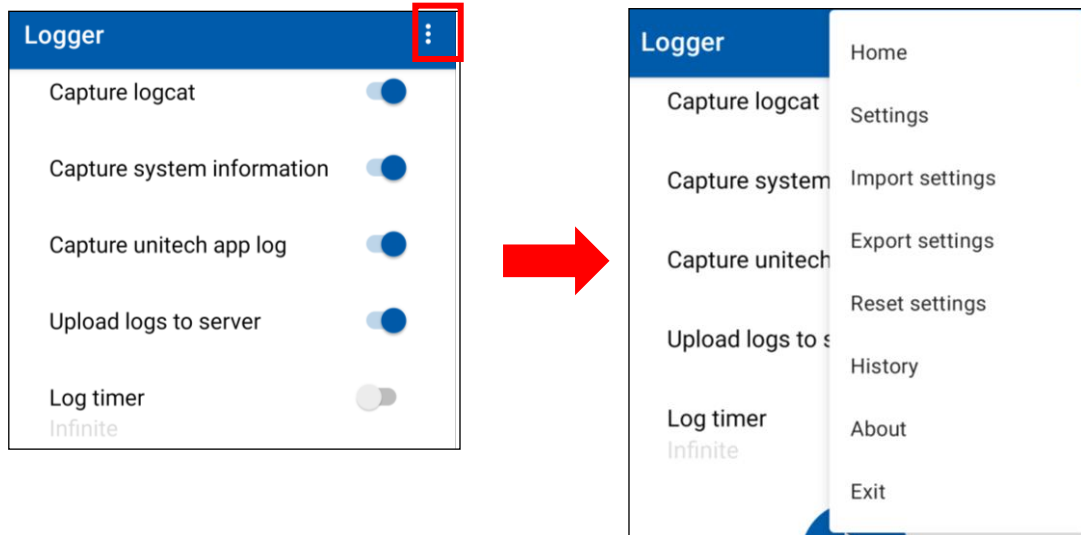 Logger
Capture logcat
Capture system information
Capture unitech app log
Upload logs to server
Log timer
Infinite
Logger
Capture logcat
Capture system
Capture unitech
Upload logs to s
Log timer
Infinite
Home
Settings
Import settings
Export settings
Reset settings
History
About
Exit